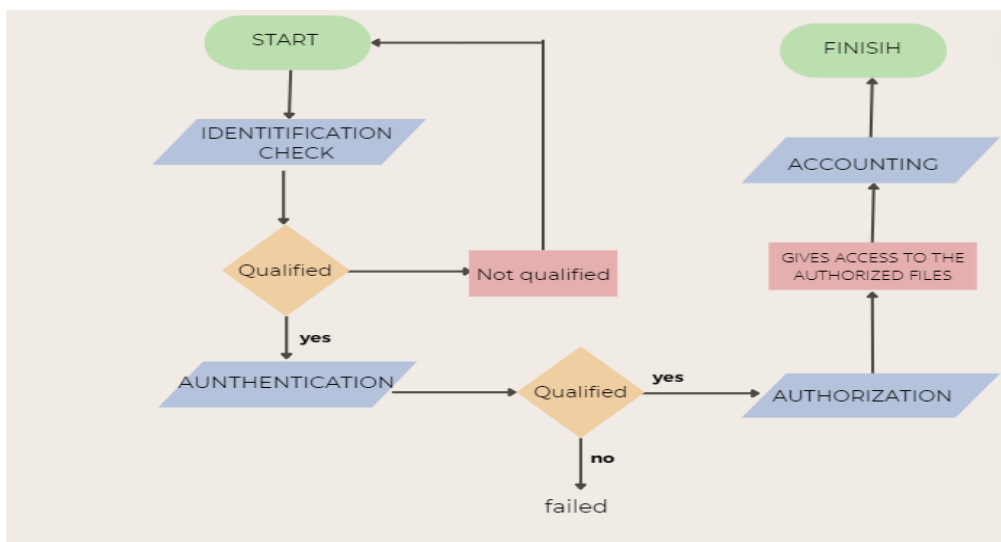 START
IDENTITIFICATION
CHECK
Qualified
Not qualified
yes
AUNTHENTICATION
Qualified
yes
no
failed
AUTHORIZATION
GIVES ACCESS TO THE
AUTHORIZED FILES
ACCOUNTING
FINISIH